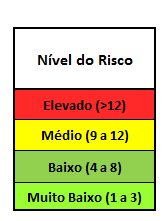 Nível do Risco
Elevado (>12)
Médio (9 a 12)
Baixo (4 a 8)
Muito Baixo (1 a 3)